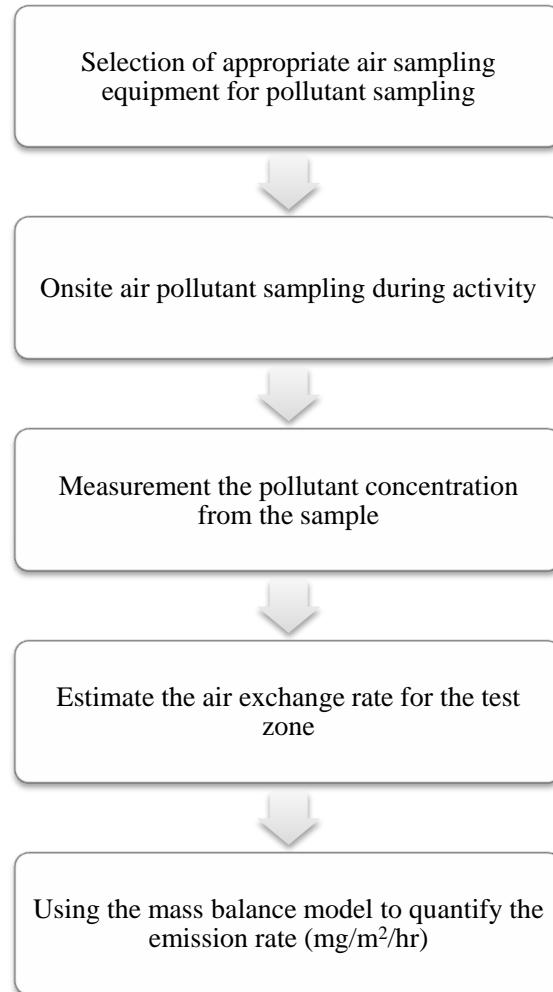 Selection of appropriate air sampling
equipment for pollutant sampling
Onsite air pollutant sampling during activity
Measurement the pollutant concentration
from the sample
Estimate the air exchange rate for the test
zone
Using the mass balance model to quantify the
emission rate (mg/m²/hr)